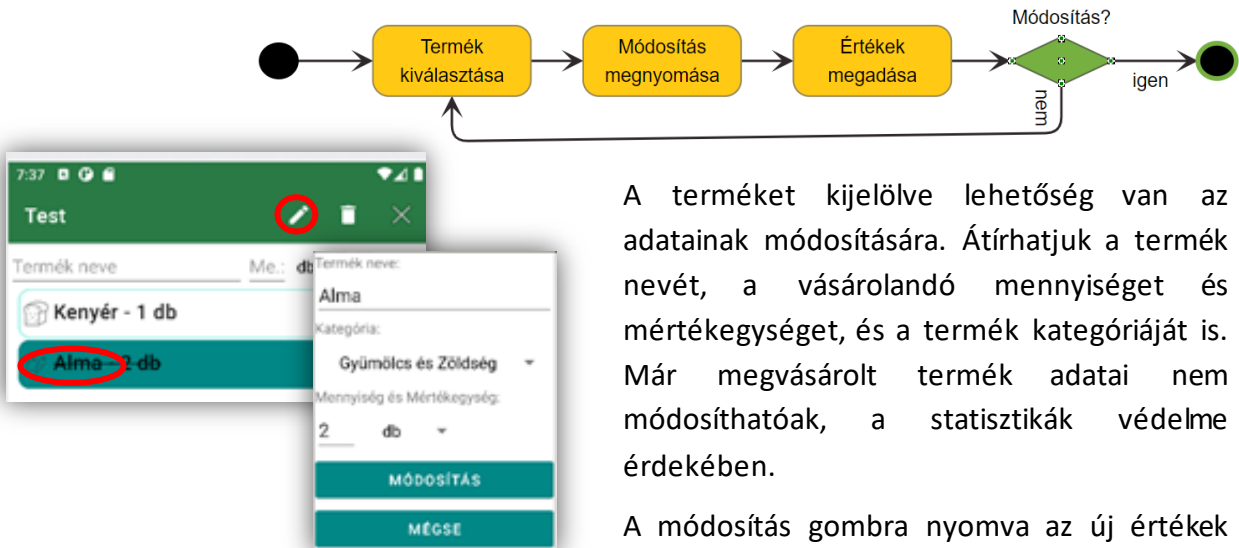 Módosítás?
Termék
kiválasztása
Módosítás
megnyomása
Értékek
megadása
igen
nem
7:37
Test
Termék neve
Me.: db
Kenyér - 1 db
Alma - 2 db
Termék neve:
Alma
Kategória:
Gyümölcs és Zöldség
Mennyiség és Mértékegység:
2 db
MÓDOSÍTÁS
MÉGSE
A terméket kijelölve lehetőség van az
adatainak módosítására. Átírhatjuk a termék
nevét, a vásárolandó mennyiséget és
mértékegységet, és a termék kategóriáját is.
Már megvásárolt termék adatai nem
módosíthatóak, a statisztikák védelme
érdekében.
A módosítás gombra nyomva az új értékek